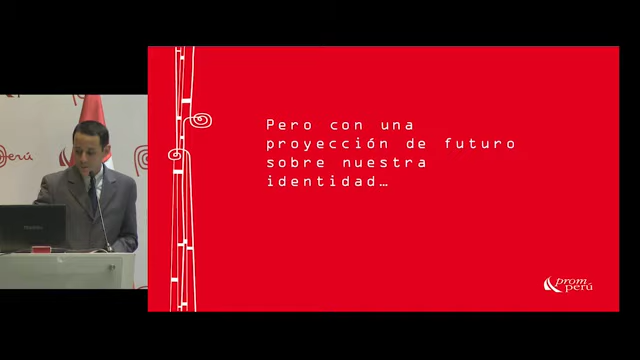 Pero con una
proyección de futuro
sobre nuestra
identidad…
prom
perú